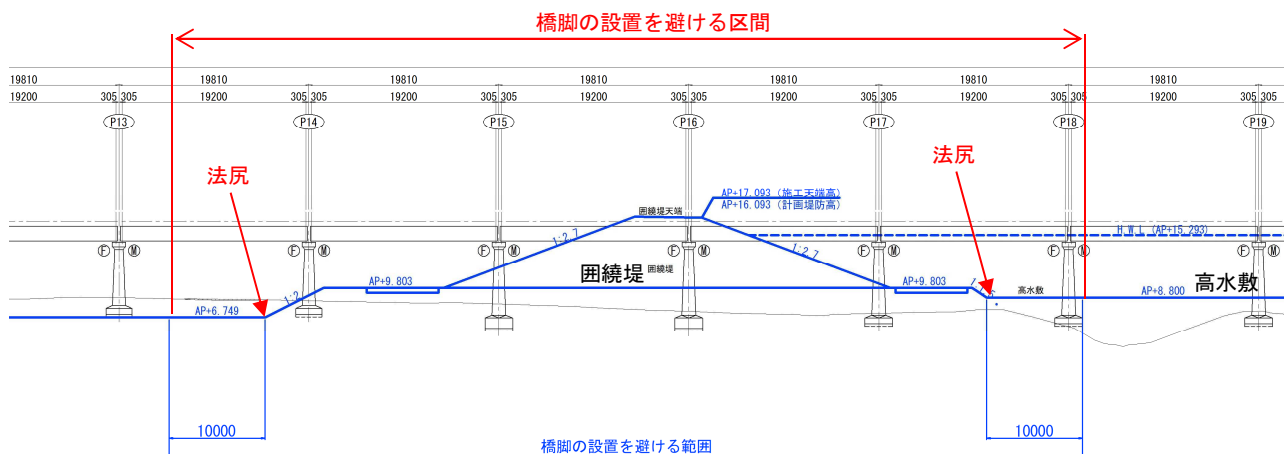 橋脚の設置を避ける区間
19810 19810 19810 19810 19810 19810 19810
19200 305 305 19200 305 305 19200 305 305 19200 305 305 19200 305 305 19200 305 305 19200
P13 P14 P15 P16 P17 P18 P19
法尻
法尻
AP+17.093 (施工天端高)
AP+16.093 (計画堤防高)
囲繞堤天端
H.W.L (AP+15.293)
F M F M F M F M F M F M F M
1:2.7
1:2.7
囲繞堤 囲繞堤
AP+9.803
AP+9.803
1:2
高水敷
高水敷
AP+8.800
AP+6.749
10000
10000
橋脚の設置を避ける範囲